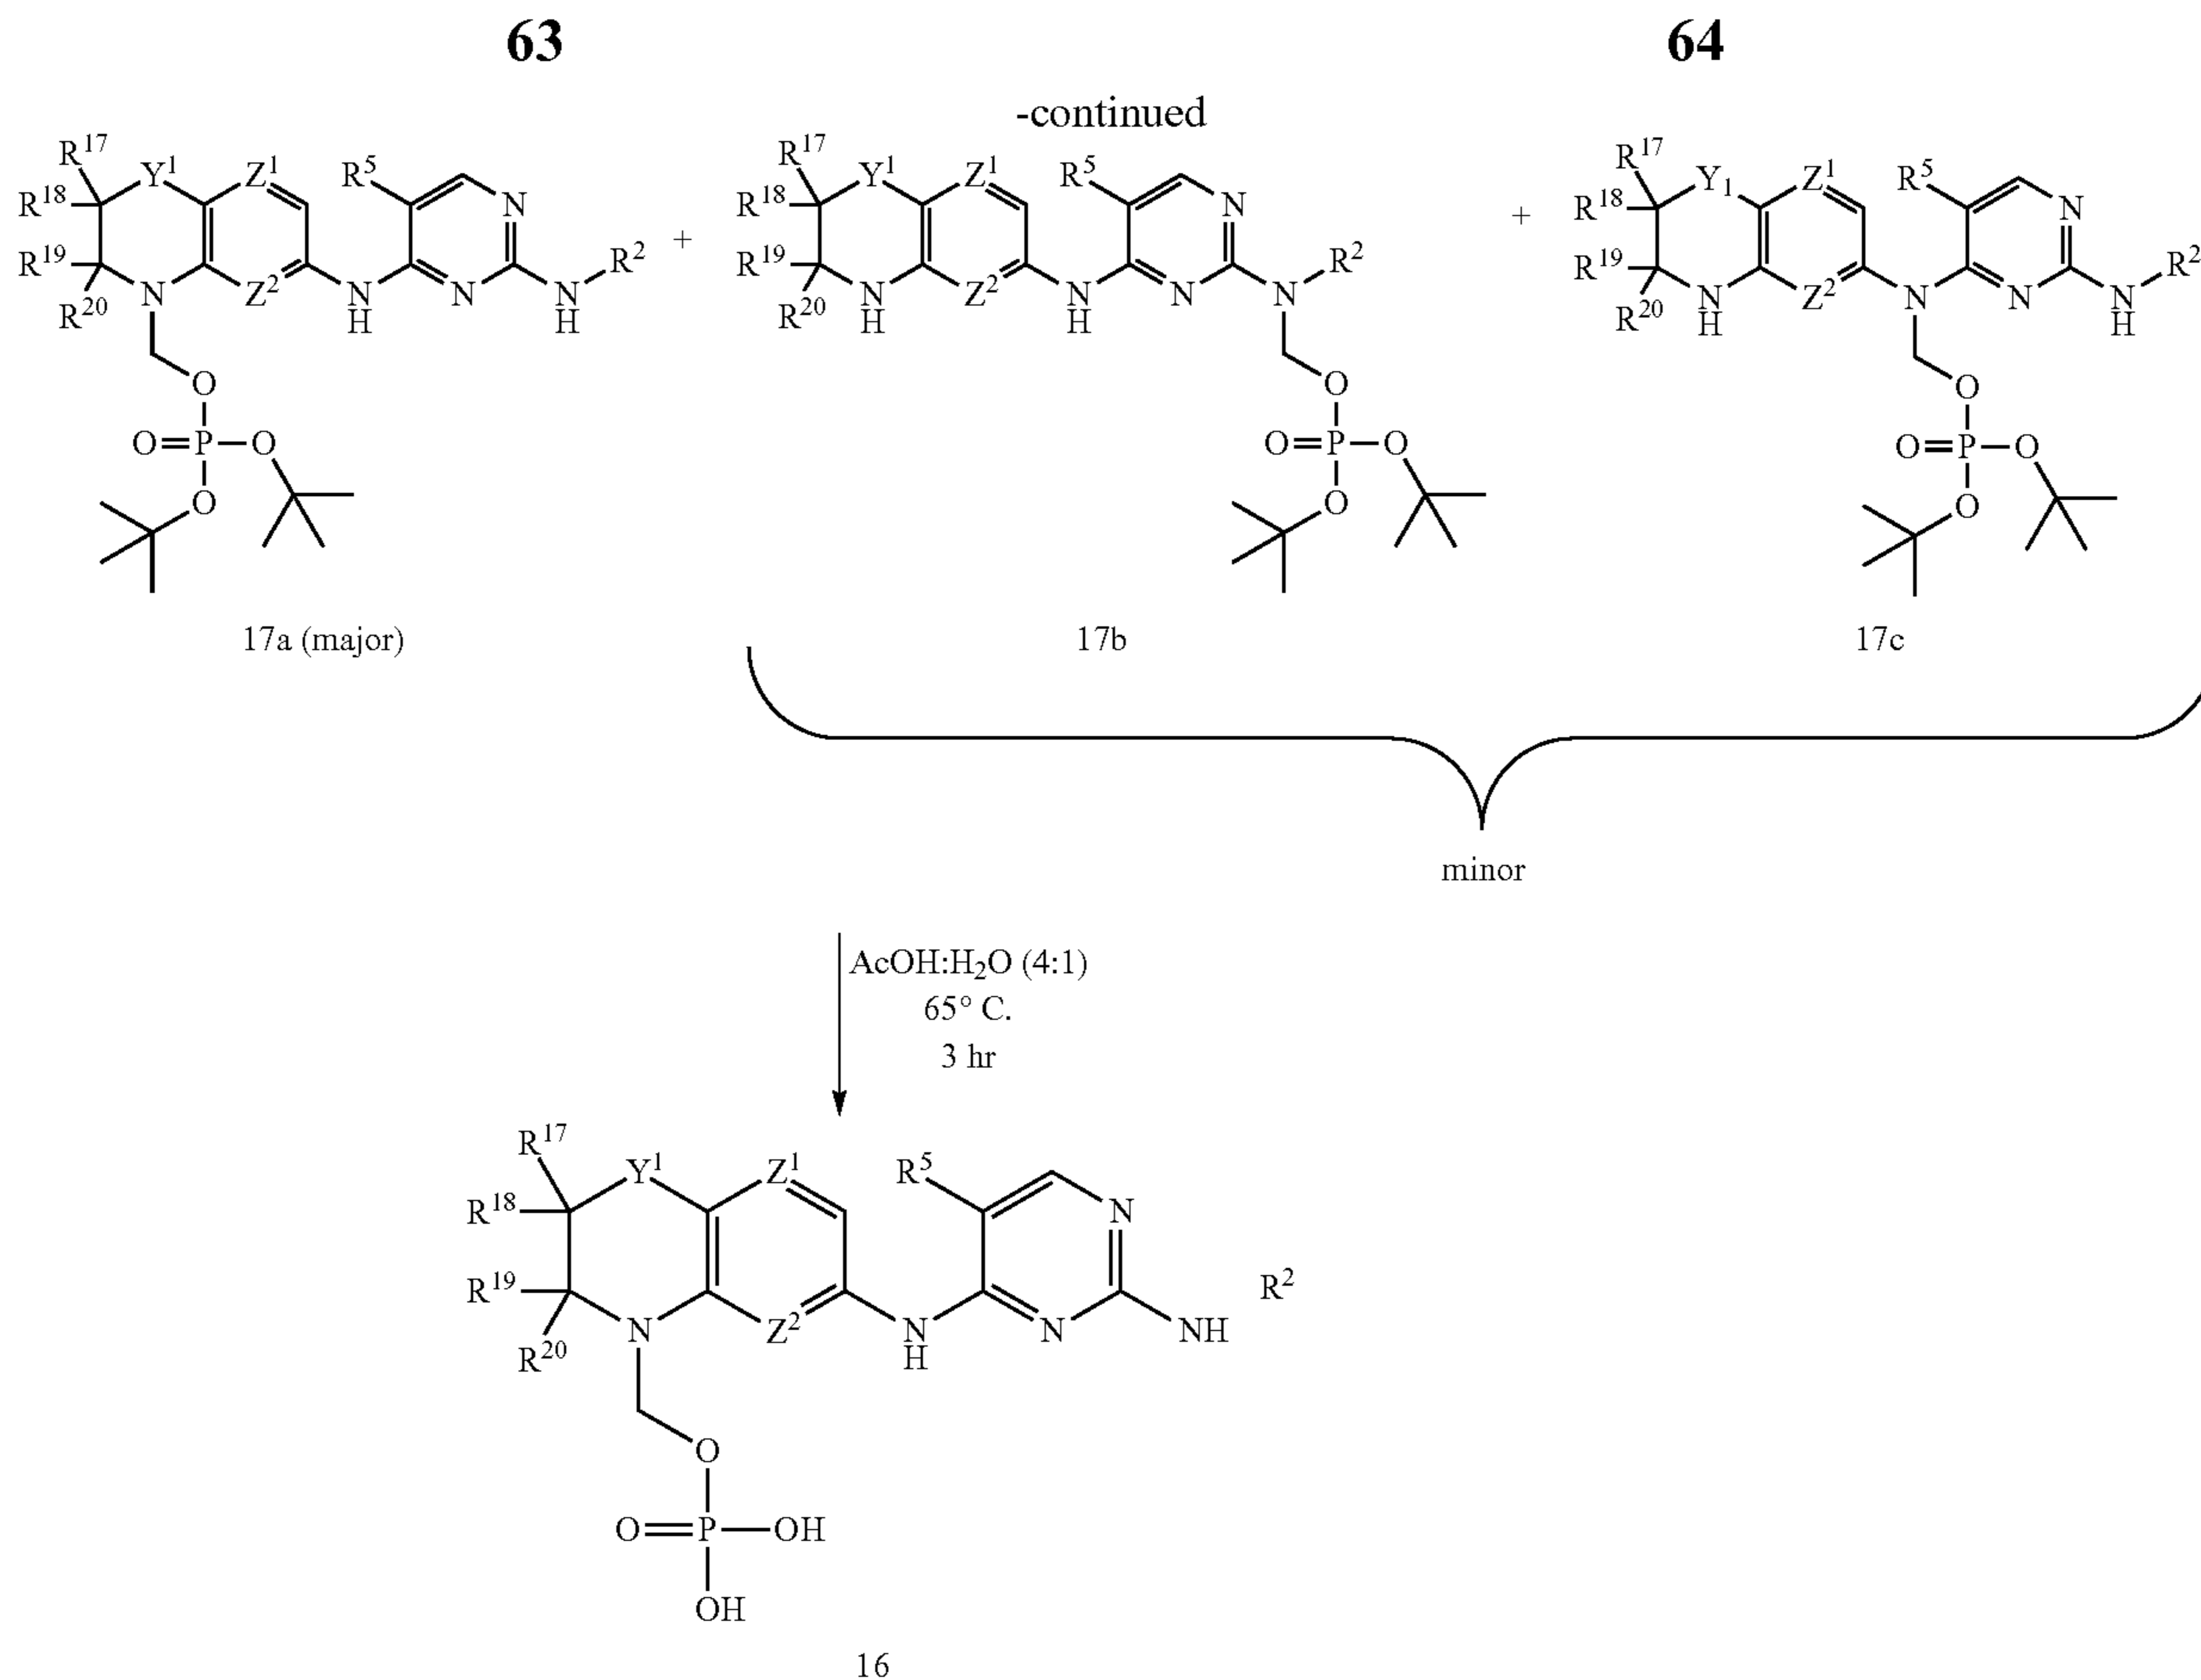 63 64
-continued
R17 Y1 Z1 R5 N R17 Y1 Z1 R5 N R17 Y1 Z1 R5 N
R18 R18 R18
R19 N Z2 N H N N H R2 + R19 N H Z2 N H N N R2 + R19 N H Z2 N N N H R2
R20 R20 R20
O O O
O=P—O O=P—O O=P—O
O O O
17a (major) 17b 17c
minor
AcOH:H2O (4:1)
65° C.
3 hr
R17 Y1 Z1 R5
R18 N
R19 R2
N Z2 N N NH
R20 H
O
O=P—OH
OH
16